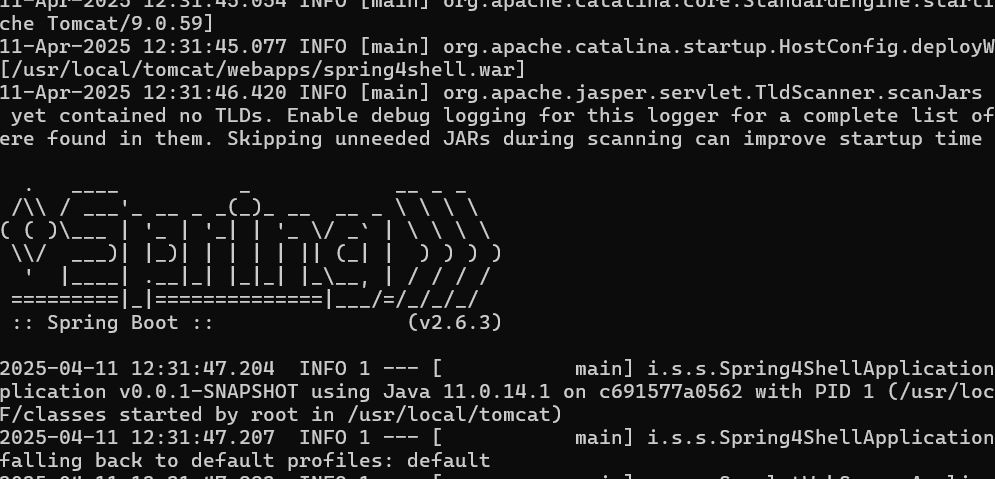 11-Apr-2025 12:31:45.054 INFO [main] org.apache.catalina.core.StandardEngine.starti
che Tomcat/9.0.59]
11-Apr-2025 12:31:45.077 INFO [main] org.apache.catalina.startup.HostConfig.deployW
[/usr/local/tomcat/webapps/spring4shell.war]
11-Apr-2025 12:31:46.420 INFO [main] org.apache.jasper.servlet.TldScanner.scanJars
 yet contained no TLDs. Enable debug logging for this logger for a complete list of
ere found in them. Skipping unneeded JARs during scanning can improve startup time
  .   ____          _            __ _ _
 /\\ / ___'_ __ _ _(_)_ __  __ _ \ \ \ \
( ( )\___ | '_ | '_| | '_ \/ _` | \ \ \ \
 \\/  ___)| |_)| | | | | || (_| |  ) ) ) )
  '  |____| .__|_| |_|_| |_\__, | / / / /
 =========|_|==============|___/=/_/_/_/
 :: Spring Boot ::                (v2.6.3)
2025-04-11 12:31:47.204  INFO 1 --- [           main] i.s.s.Spring4ShellApplication
plication v0.0.1-SNAPSHOT using Java 11.0.14.1 on c691577a0562 with PID 1 (/usr/loc
F/classes started by root in /usr/local/tomcat)
2025-04-11 12:31:47.207  INFO 1 --- [           main] i.s.s.Spring4ShellApplication
falling back to default profiles: default